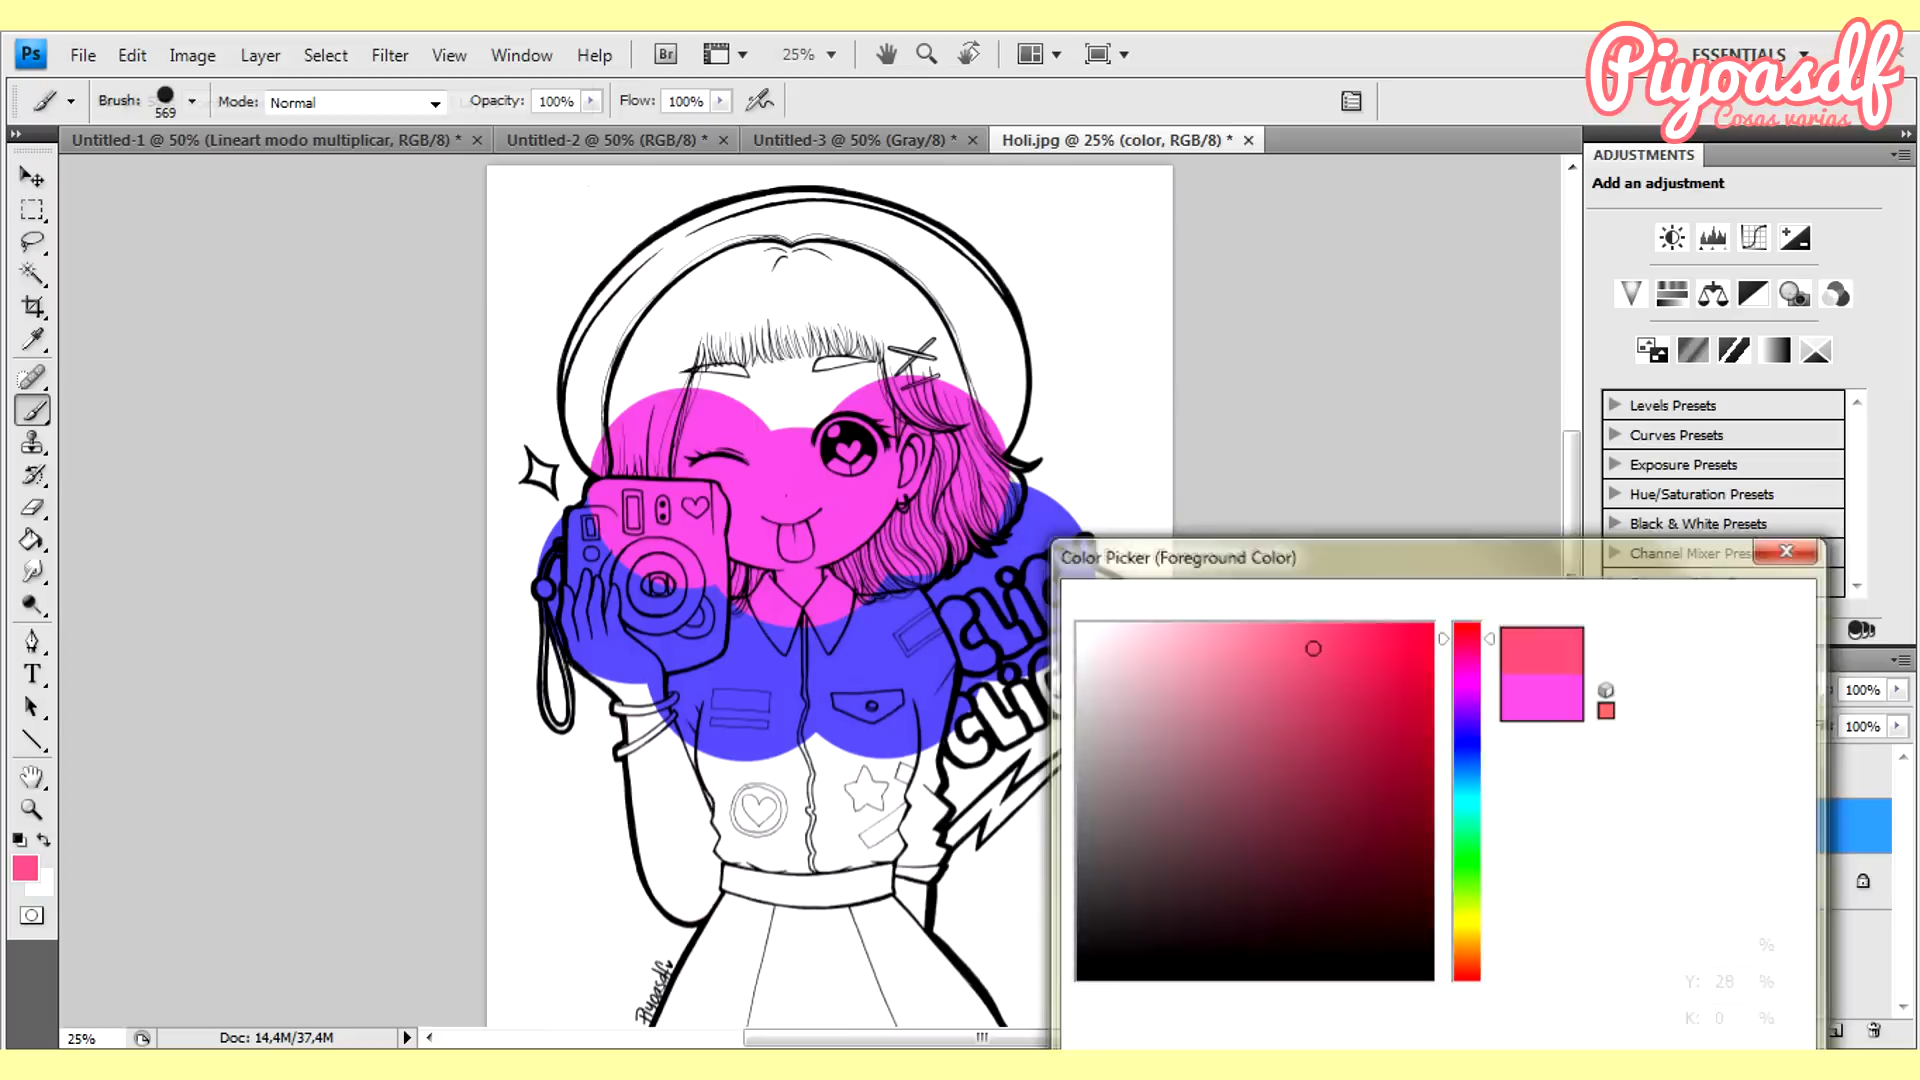 Ps File Edit Image Layer Select Filter View Window Help Br 25% ESSENTIALS
Piyoasdf
Cosas varias
Brush: 569 Mode: Normal Opacity: 100% Flow: 100%
Untitled-1 @ 50% (Lineart modo multiplicar, RGB/8) * Untitled-2 @ 50% (RGB/8) * Untitled-3 @ 50% (Gray/8) * Holi.jpg @ 25% (color, RGB/8) *
ADJUSTMENTS
Add an adjustment
Levels Presets
Curves Presets
Exposure Presets
Hue/Saturation Presets
Black & White Presets
Channel Mixer Pres
Color Picker (Foreground Color)
100%
100%
%
Y: 28 %
K: 0 %
T
Piyoasdf
25% Doc: 14,4M/37,4M